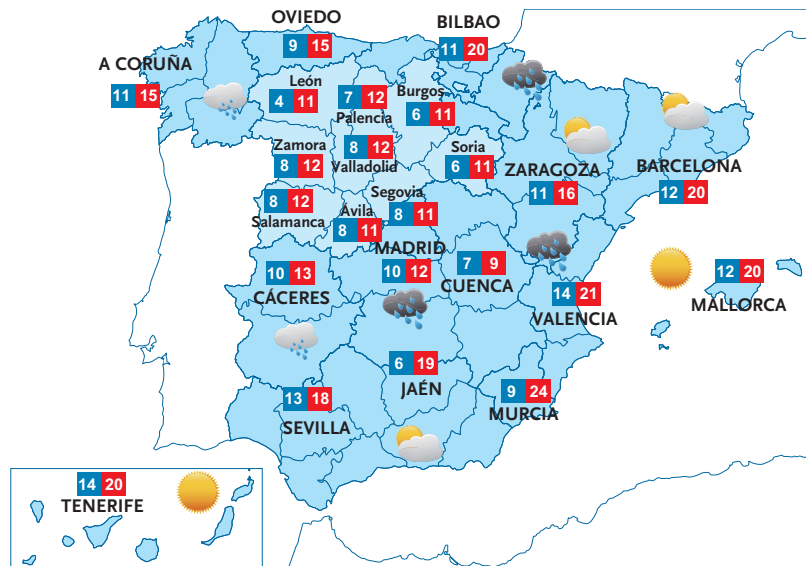 OVIEDO
9 15
BILBAO
11 20
A CORUÑA
11 15
León
4 11
7 12
Palencia
Burgos
6 11
Zamora
8 12
8 12
Valladolid
Soria
6 11
ZARAGOZA
11 16
BARCELONA
12 20
8 12
Salamanca
Ávila
8 11
Segovia
8 11
MADRID
10 12
7 9
CUENCA
10 13
CÁCERES
14 21
VALENCIA
12 20
MALLORCA
6 19
JAÉN
9 24
MURCIA
13 18
SEVILLA
14 20
TENERIFE